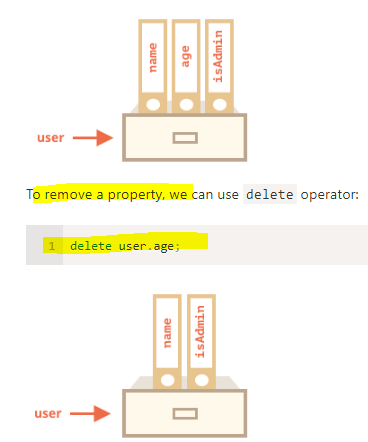 name
age
isAdmin
user
To remove a property, we can use delete operator:
1 delete user.age;
name
isAdmin
user